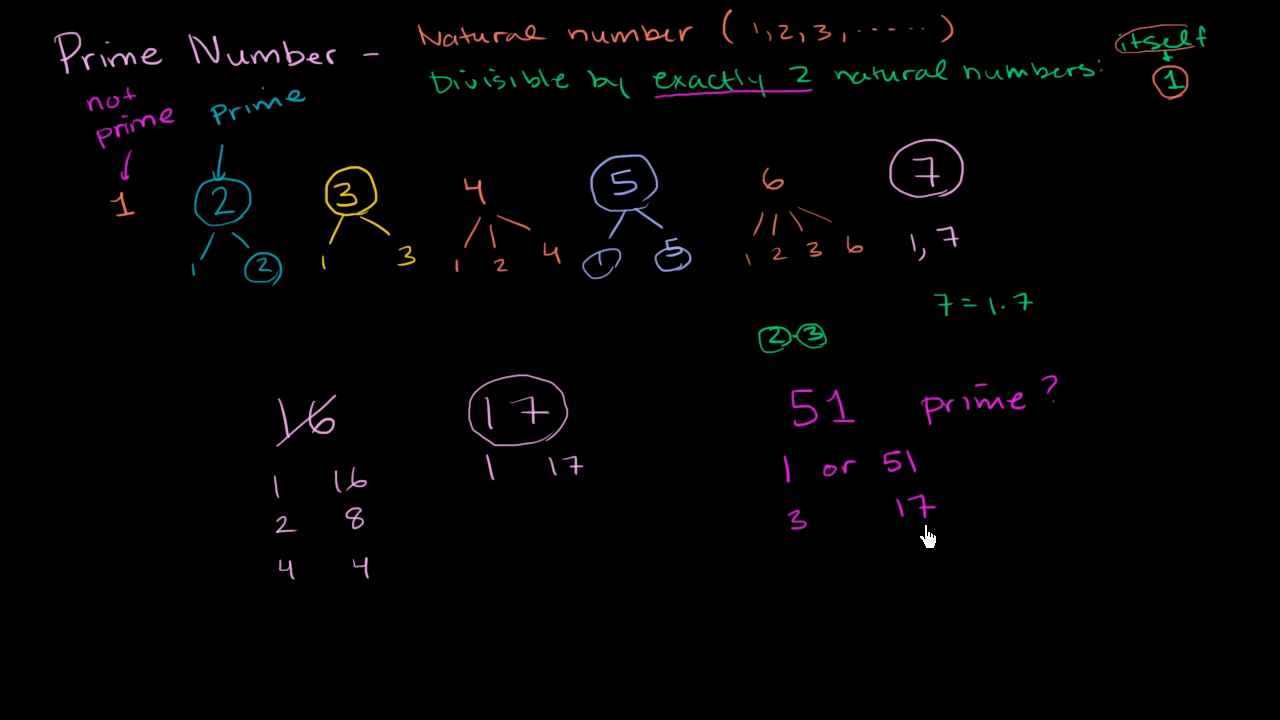 Prime Number - Natural number (1,2,3,......)
Divisible by exactly 2 natural numbers: itself + 1
not prime
prime
1 2 3 4 5 6 7
1 2 1 3 1 2 4 1 5 1 2 3 6 1, 7
7 = 1·7
2·3
16 17 51 prime?
1 16 1 17 1 or 51
2 8 3 17
4 4